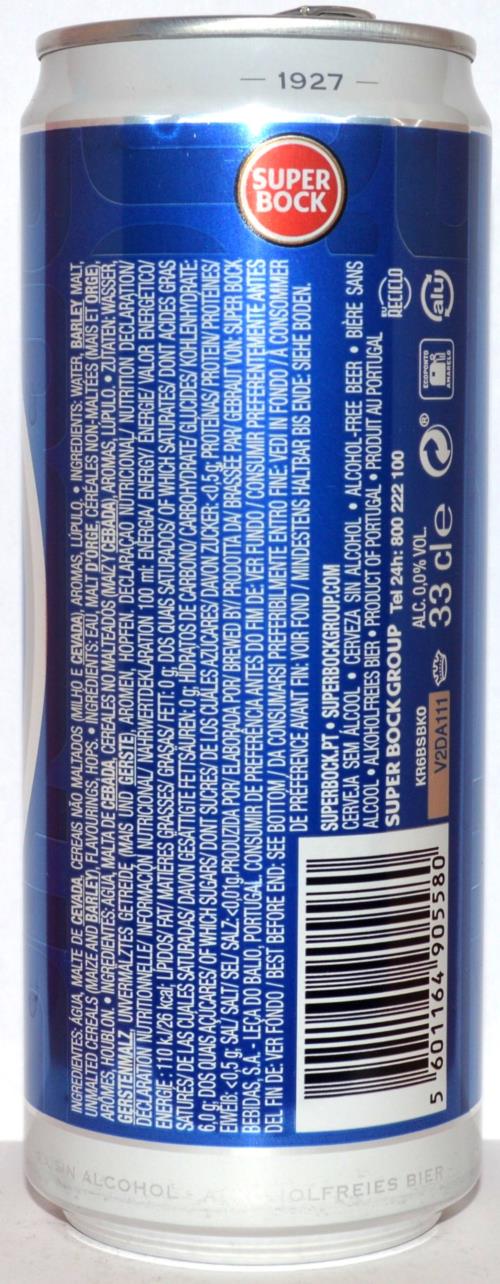 1927
SUPER
BOCK
INGREDIENTES: ÁGUA, MALTE DE CEVADA, CEREAIS NÃO MALTADOS (MILHO E CEVADA), AROMAS, LÚPULO. • INGREDIENTS: WATER, BARLEY MALT,
UNMALTED CEREALS (MAIZE AND BARLEY), FLAVOURINGS, HOPS. • INGRÉDIENTS: EAU, MALT D'ORGE, CÉRÉALES NON-MALTÉES (MAÏS ET ORGE),
ARÔMES, HOUBLON. • INGREDIENTES: AGUA, MALTA DE CEBADA, CEREALES NO MALTEADOS (MAÍZ Y CEBADA), AROMAS, LÚPULO. • ZUTATEN: WASSER,
GERSTENMALZ, UNVERMÄLZTES GETREIDE (MAIS UND GERSTE), AROMEN, HOPFEN. DECLARAÇÃO NUTRICIONAL/ NUTRITION DECLARATION/
DÉCLARATION NUTRITIONNELLE/ INFORMACIÓN NUTRICIONAL/ NÄHRWERTDEKLARATION 100 ml: ENERGIA/ ENERGY/ ÉNERGIE/ VALOR ENERGÉTICO/
ENERGIE: 110 kJ/26 kcal; LÍPIDOS/ FAT/ MATIÈRES GRASSES/ GRASAS/ FETT: 0 g; DOS QUAIS SATURADOS/ OF WHICH SATURATES/ DONT ACIDES GRAS
SATURÉS/ DE LAS CUALES SATURADAS/ DAVON GESÄTTIGTE FETTSÄUREN: 0 g; HIDRATOS DE CARBONO/ CARBOHYDRATE/ GLUCIDES/ KOHLENHYDRATE:
6,0 g; DOS QUAIS AÇÚCARES/ OF WHICH SUGARS/ DONT SUCRES/ DE LOS CUALES AZÚCARES/ DAVON ZUCKER: <0,5 g; PROTEÍNAS/ PROTEIN/ PROTÉINES/
EIWEIß: <0,5 g; SAL/ SALT/ SEL/ SALZ: <0,01g. PRODUZIDA POR/ ELABORADA POR/ BREWED BY/ PRODOTTA DA/ BRASSÉE PAR/ GEBRAUT VON: SUPER BOCK
BEBIDAS, S.A. - LEÇA DO BALIO, PORTUGAL. CONSUMIR DE PREFERÊNCIA ANTES DO FIM DE: VER FUNDO/ CONSUMIR PREFERENTEMENTE ANTES
DEL FIN DE: VER FONDO / BEST BEFORE END: SEE BOTTOM/ DA CONSUMARSI PREFERIBILMENTE ENTRO FINE: VEDI IN FONDO / À CONSOMMER
DE PRÉFÉRENCE AVANT FIN: VOIR FOND / MINDESTENS HALTBAR BIS ENDE: SIEHE BODEN.
SUPERBOCK.PT • SUPERBOCKGROUP.COM
CERVEJA SEM ÁLCOOL • CERVEZA SIN ALCOHOL • ALCOHOL-FREE BEER • BIÈRE SANS
ALCOOL • ALKOHOLFREIES BIER • PRODUCT OF PORTUGAL • PRODUIT AU PORTUGAL
SUPER BOCK GROUP Tel 24h: 800 222 100
EU RECICLO
KR6BSBK0
V2DA111
ALC. 0,0% VOL.
33 cl e
ECOPONTO
AMARELO
alu
5 601164 905580
SIN ALCOHOL
OLFREIES BIER